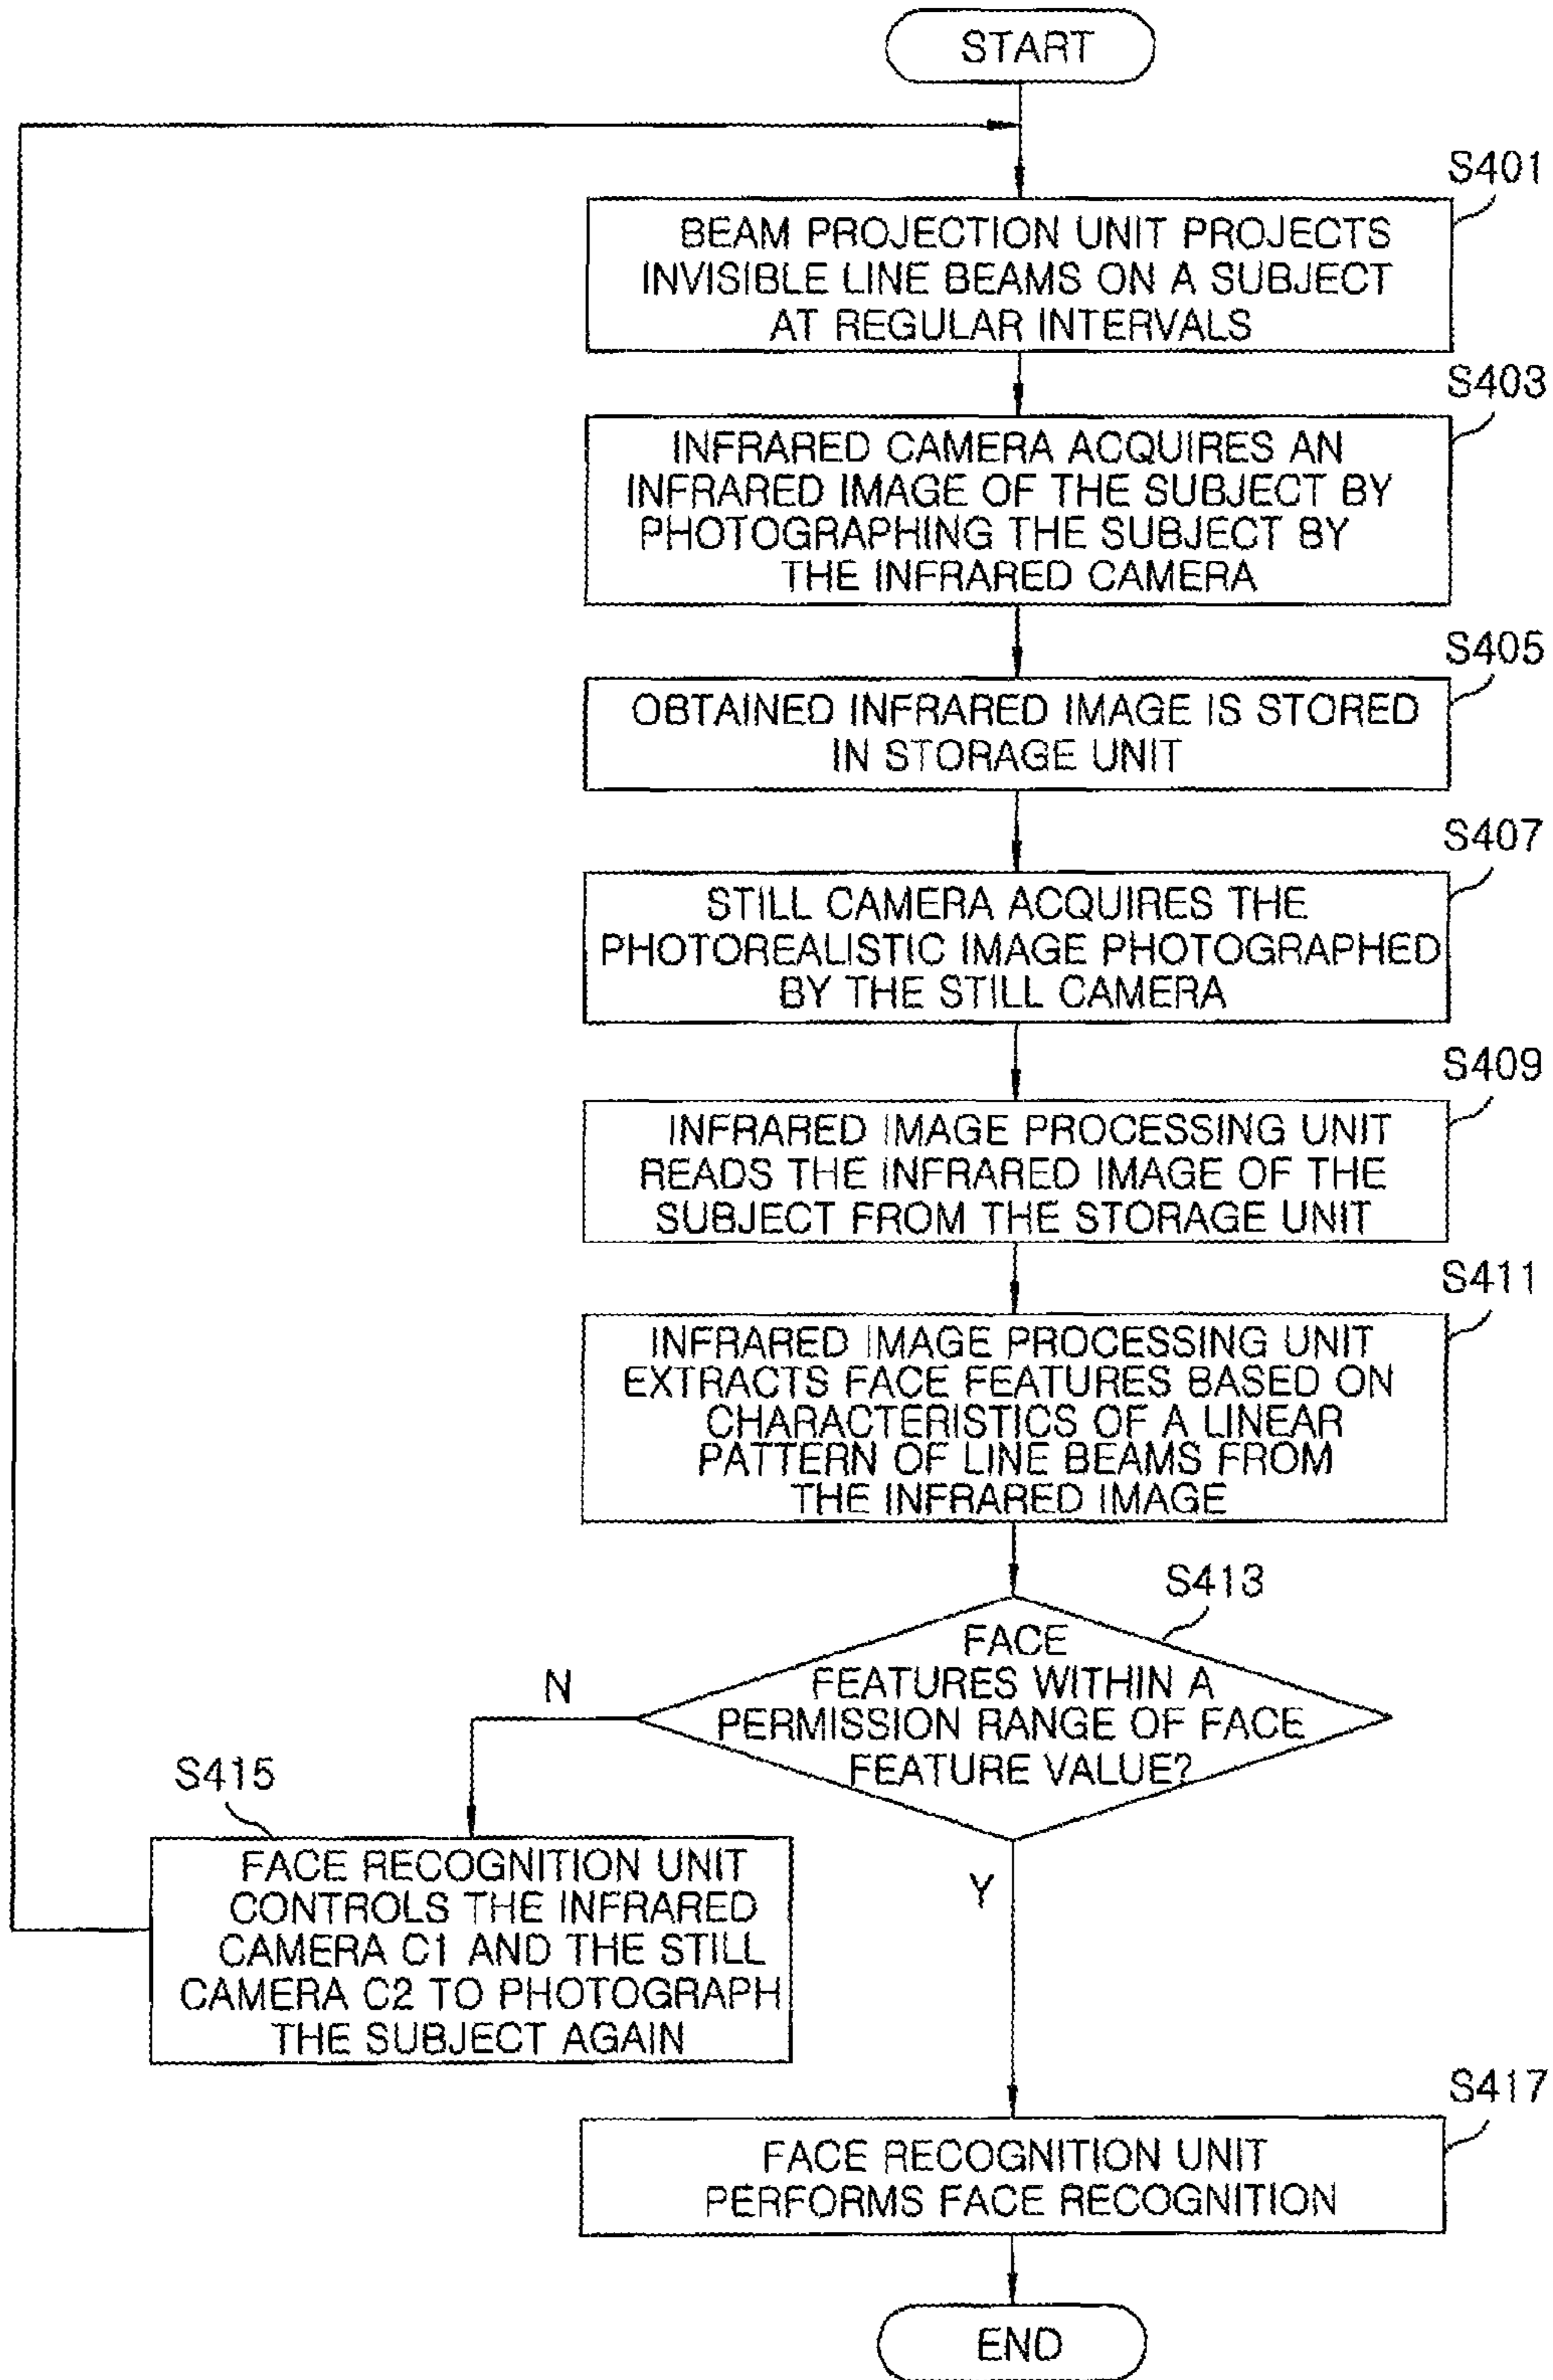 START
S401
BEAM PROJECTION UNIT PROJECTS
INVISIBLE LINE BEAMS ON A SUBJECT
AT REGULAR INTERVALS
S403
INFRARED CAMERA ACQUIRES AN
INFRARED IMAGE OF THE SUBJECT BY
PHOTOGRAPHING THE SUBJECT BY
THE INFRARED CAMERA
S405
OBTAINED INFRARED IMAGE IS STORED
IN STORAGE UNIT
S407
STILL CAMERA ACQUIRES THE
PHOTOREALISTIC IMAGE PHOTOGRAPHED
BY THE STILL CAMERA
S409
INFRARED IMAGE PROCESSING UNIT
READS THE INFRARED IMAGE OF THE
SUBJECT FROM THE STORAGE UNIT
S411
INFRARED IMAGE PROCESSING UNIT
EXTRACTS FACE FEATURES BASED ON
CHARACTERISTICS OF A LINEAR
PATTERN OF LINE BEAMS FROM
THE INFRARED IMAGE
S413
FACE
FEATURES WITHIN A
PERMISSION RANGE OF FACE
FEATURE VALUE?
N
S415
FACE RECOGNITION UNIT
CONTROLS THE INFRARED
CAMERA C1 AND THE STILL
CAMERA C2 TO PHOTOGRAPH
THE SUBJECT AGAIN
Y
S417
FACE RECOGNITION UNIT
PERFORMS FACE RECOGNITION
END